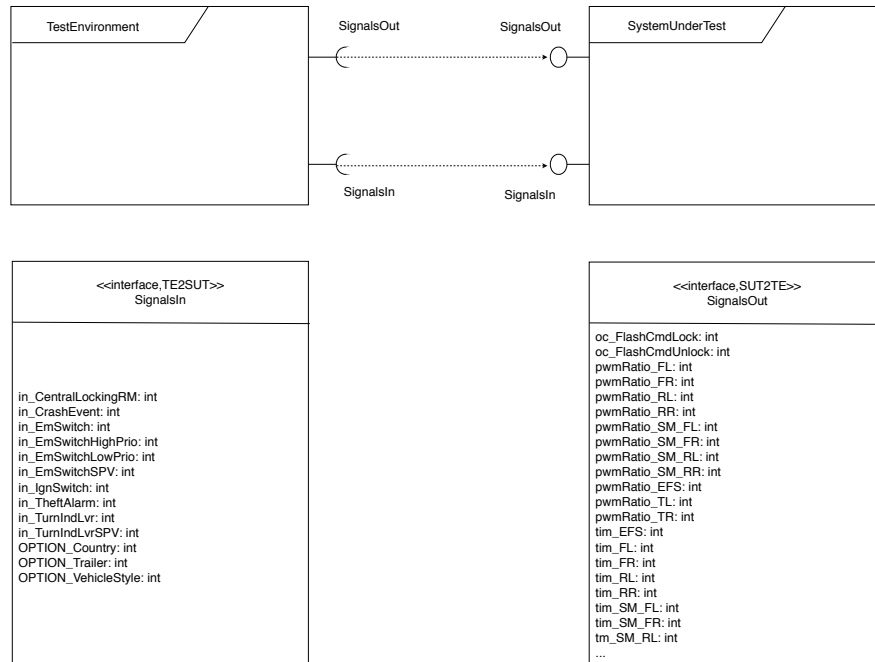 TestEnvironment
SignalsOut
SignalsOut
SystemUnderTest
SignalsIn
SignalsIn
<<interface,TE2SUT>>
SignalsIn
in_CentralLockingRM: int
in_CrashEvent: int
in_EmSwitch: int
in_EmSwitchHighPrio: int
in_EmSwitchLowPrio: int
in_EmSwitchSPV: int
in_IgnSwitch: int
in_TheftAlarm: int
in_TurnIndLvr: int
in_TurnIndLvrSPV: int
OPTION_Country: int
OPTION_Trailer: int
OPTION_VehicleStyle: int
<<interface,SUT2TE>>
SignalsOut
oc_FlashCmdLock: int
oc_FlashCmdUnlock: int
pwmRatio_FL: int
pwmRatio_FR: int
pwmRatio_RL: int
pwmRatio_RR: int
pwmRatio_SM_FL: int
pwmRatio_SM_FR: int
pwmRatio_SM_RL: int
pwmRatio_SM_RR: int
pwmRatio_EFS: int
pwmRatio_TL: int
pwmRatio_TR: int
tim_EFS: int
tim_FL: int
tim_FR: int
tim_RL: int
tim_RR: int
tim_SM_FL: int
tim_SM_FR: int
tm_SM_RL: int
...